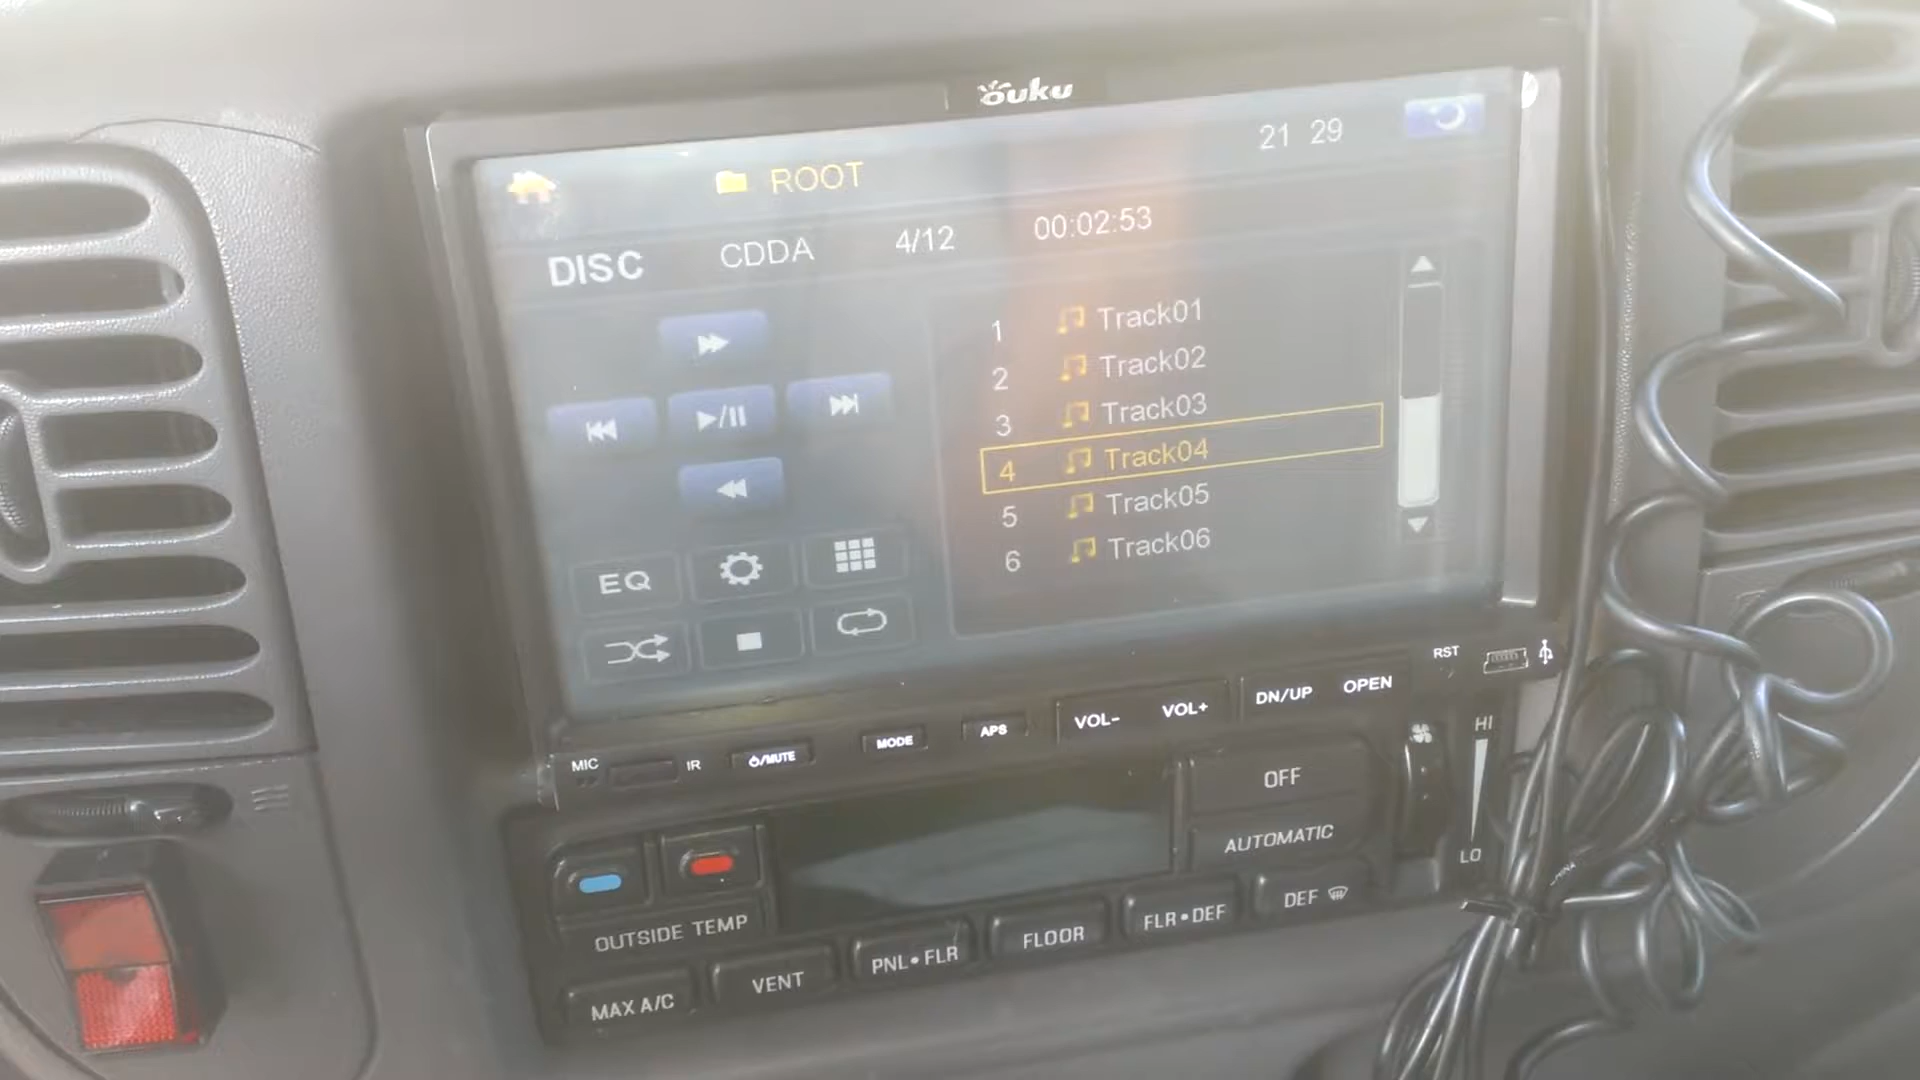 ouku
ROOT
21 29
DISC CDDA 4/12 00:02:53
1 Track01
2 Track02
3 Track03
4 Track04
5 Track05
6 Track06
EQ
RST
MIC IR /MUTE MODE APS VOL- VOL+ DN/UP OPEN
HI
OFF
AUTOMATIC
LO
OUTSIDE TEMP
MAX A/C VENT PNL•FLR FLOOR FLR•DEF DEF
CHINA